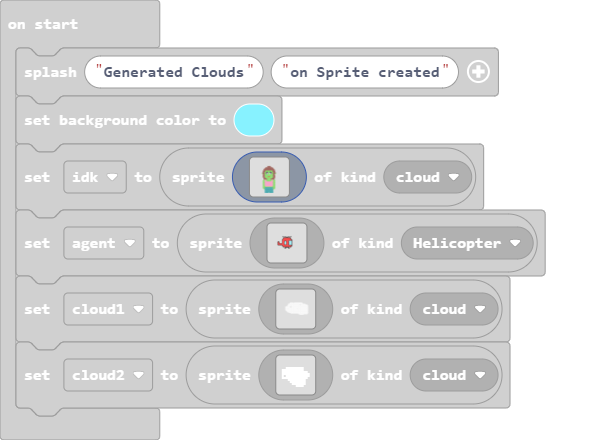 on start
splash "Generated Clouds" "on Sprite created"
set background color to
set idk to sprite of kind cloud
set agent to sprite of kind Helicopter
set cloud1 to sprite of kind cloud
set cloud2 to sprite of kind cloud